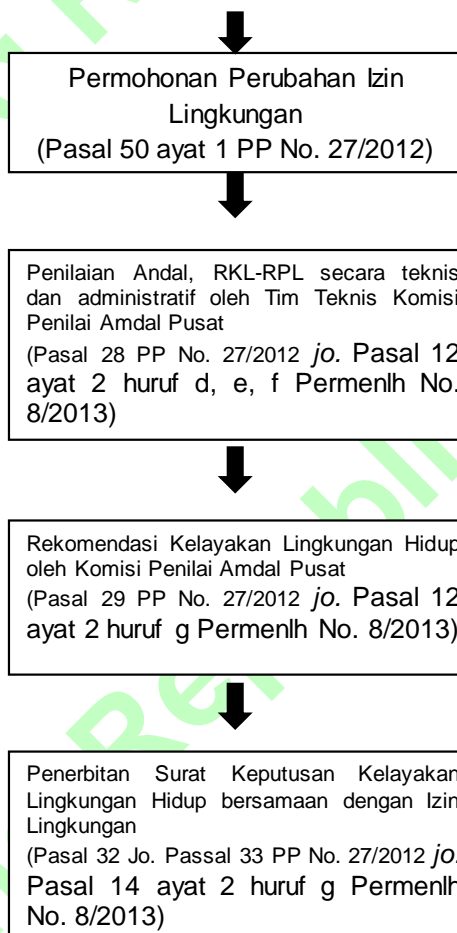 Permohonan Perubahan Izin
Lingkungan
(Pasal 50 ayat 1 PP No. 27/2012)
Penilaian Andal, RKL-RPL secara teknis
dan administratif oleh Tim Teknis Komisi
Penilai Amdal Pusat
(Pasal 28 PP No. 27/2012 jo. Pasal 12
ayat 2 huruf d, e, f Permenlh No.
8/2013)
Rekomendasi Kelayakan Lingkungan Hidup
oleh Komisi Penilai Amdal Pusat
(Pasal 29 PP No. 27/2012 jo. Pasal 12
ayat 2 huruf g Permenlh No. 8/2013)
Penerbitan Surat Keputusan Kelayakan
Lingkungan Hidup bersamaan dengan Izin
Lingkungan
(Pasal 32 Jo. Passal 33 PP No. 27/2012 jo.
Pasal 14 ayat 2 huruf g Permenlh
No. 8/2013)